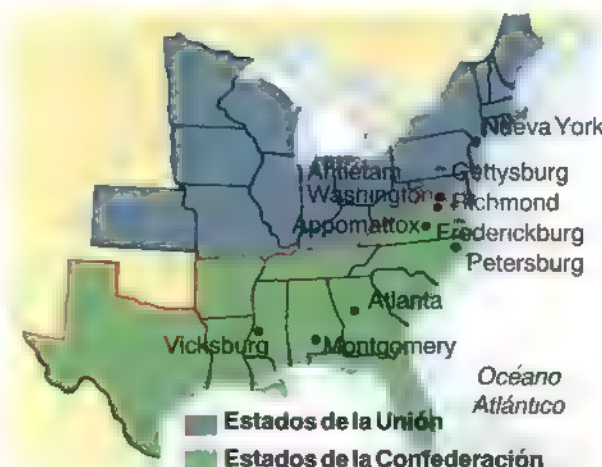 Nueva York
Antietam Gettysburg
Washington Richmond
Appomattox Frederickburg
Petersburg
Atlanta
Vicksburg Montgomery
Océano
Atlántico
Estados de la Unión
Estados de la Confederación